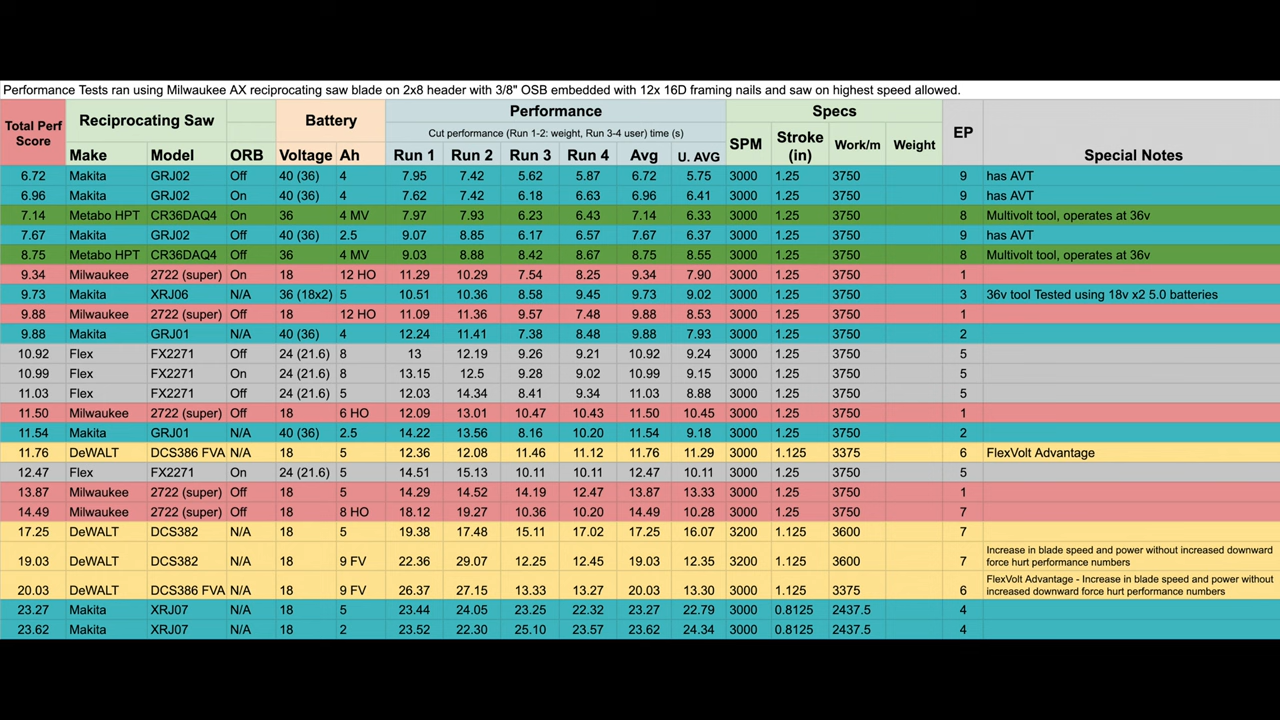 Performance Tests ran using Milwaukee AX reciprocating saw blade on 2x8 header with 3/8" OSB embedded with 12x 16D framing nails and saw on highest speed allowed.
Total Perf Score Reciprocating Saw Battery Performance Specs EP Special Notes
Cut performance (Run 1-2: weight, Run 3-4 user) time (s)
Make Model ORB Voltage Ah Run 1 Run 2 Run 3 Run 4 Avg U. AVG SPM Stroke (in) Work/m Weight
6.72 Makita GRJ02 Off 40 (36) 4 7.95 7.42 5.62 5.87 6.72 5.75 3000 1.25 3750 9 has AVT
6.96 Makita GRJ02 On 40 (36) 4 7.62 7.42 6.18 6.63 6.96 6.41 3000 1.25 3750 9 has AVT
7.14 Metabo HPT CR36DAQ4 On 36 4 MV 7.97 7.93 6.23 6.43 7.14 6.33 3000 1.25 3750 8 Multivolt tool, operates at 36v
7.67 Makita GRJ02 Off 40 (36) 2.5 9.07 8.85 6.17 6.57 7.67 6.37 3000 1.25 3750 9 has AVT
8.75 Metabo HPT CR36DAQ4 Off 36 4 MV 9.03 8.88 8.42 8.67 8.75 8.55 3000 1.25 3750 8 Multivolt tool, operates at 36v
9.34 Milwaukee 2722 (super) On 18 12 HO 11.29 10.29 7.54 8.25 9.34 7.90 3000 1.25 3750 1
9.73 Makita XRJ06 N/A 36 (18x2) 5 10.51 10.36 8.58 9.45 9.73 9.02 3000 1.25 3750 3 36v tool Tested using 18v x2 5.0 batteries
9.88 Milwaukee 2722 (super) Off 18 12 HO 11.09 11.36 9.57 7.48 9.88 8.53 3000 1.25 3750 1
9.88 Makita GRJ01 N/A 40 (36) 4 12.24 11.41 7.38 8.48 9.88 7.93 3000 1.25 3750 2
10.92 Flex FX2271 Off 24 (21.6) 8 13 12.19 9.26 9.21 10.92 9.24 3000 1.25 3750 5
10.99 Flex FX2271 On 24 (21.6) 8 13.15 12.5 9.28 9.02 10.99 9.15 3000 1.25 3750 5
11.03 Flex FX2271 Off 24 (21.6) 5 12.03 14.34 8.41 9.34 11.03 8.88 3000 1.25 3750 5
11.50 Milwaukee 2722 (super) Off 18 6 HO 12.09 13.01 10.47 10.43 11.50 10.45 3000 1.25 3750 1
11.54 Makita GRJ01 N/A 40 (36) 2.5 14.22 13.56 8.16 10.20 11.54 9.18 3000 1.25 3750 2
11.76 DeWALT DCS386 FVA N/A 18 5 12.36 12.08 11.46 11.12 11.76 11.29 3000 1.125 3375 6 FlexVolt Advantage
12.47 Flex FX2271 On 24 (21.6) 5 14.51 15.13 10.11 10.11 12.47 10.11 3000 1.25 3750 5
13.87 Milwaukee 2722 (super) Off 18 5 14.29 14.52 14.19 12.47 13.87 13.33 3000 1.25 3750 1
14.49 Milwaukee 2722 (super) Off 18 8 HO 18.12 19.27 10.36 10.20 14.49 10.28 3000 1.25 3750 7
17.25 DeWALT DCS382 N/A 18 5 19.38 17.48 15.11 17.02 17.25 16.07 3200 1.125 3600 7
19.03 DeWALT DCS382 N/A 18 9 FV 22.36 29.07 12.25 12.45 19.03 12.35 3200 1.125 3600 7 Increase in blade speed and power without increased downward force hurt performance numbers
20.03 DeWALT DCS386 FVA N/A 18 9 FV 26.37 27.15 13.33 13.27 20.03 13.30 3000 1.125 3375 6 FlexVolt Advantage - Increase in blade speed and power without increased downward force hurt performance numbers
23.27 Makita XRJ07 N/A 18 5 23.44 24.05 23.25 22.32 23.27 22.79 3000 0.8125 2437.5 4
23.62 Makita XRJ07 N/A 18 2 23.52 22.30 25.10 23.57 23.62 24.34 3000 0.8125 2437.5 4